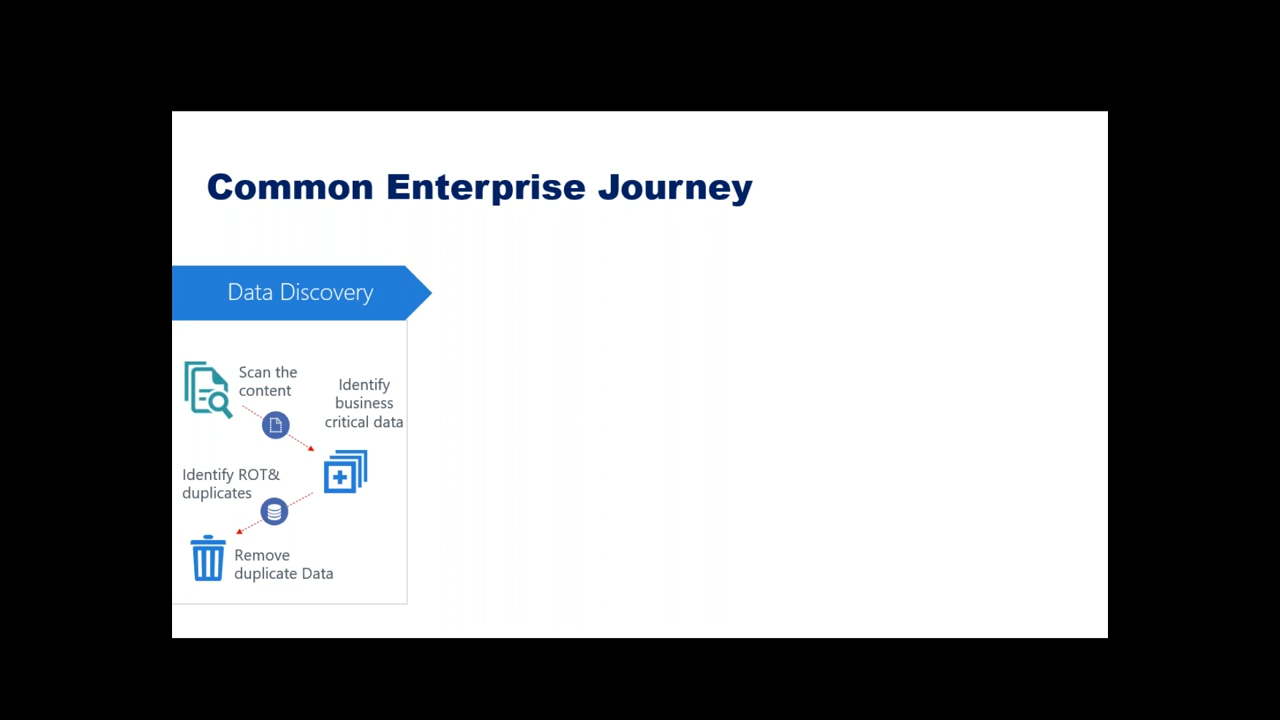 Common Enterprise Journey
Data Discovery
Scan the
content
Identify
business
critical data
Identify ROT&
duplicates
Remove
duplicate Data